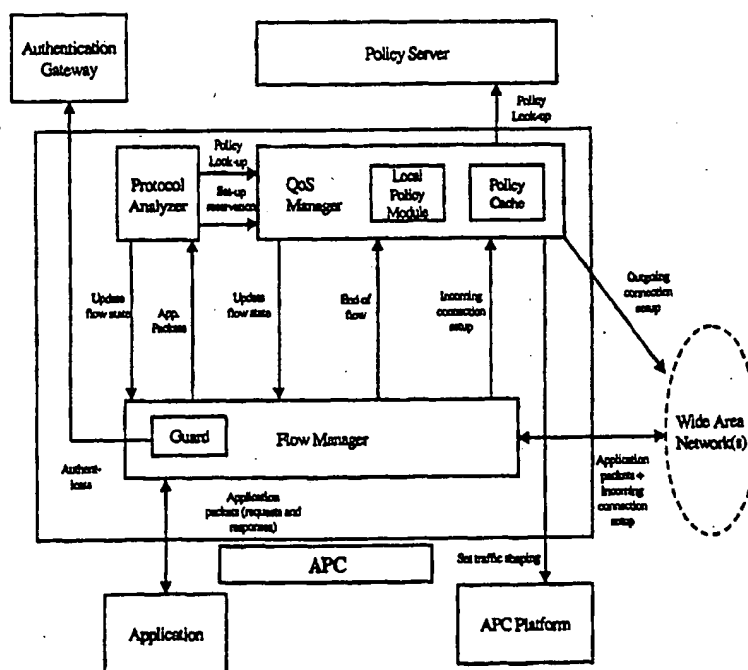 Authentication
Gateway
Policy Server
Policy
Look-up
Policy
Look-up
Set-up
reservation
Protocol
Analyzer
QoS
Manager
Local
Policy
Module
Policy
Cache
Update
flow state
App.
Packets
Update
flow state
End of
flow
Incoming
connection
setup
Outgoing
connection
setup
Guard
Flow Manager
Wide Area
Network(s)
Application
packets +
Incoming
connection
setup
Application
packets (requests and
responses)
APC
Set traffic shaping
Application
APC Platform